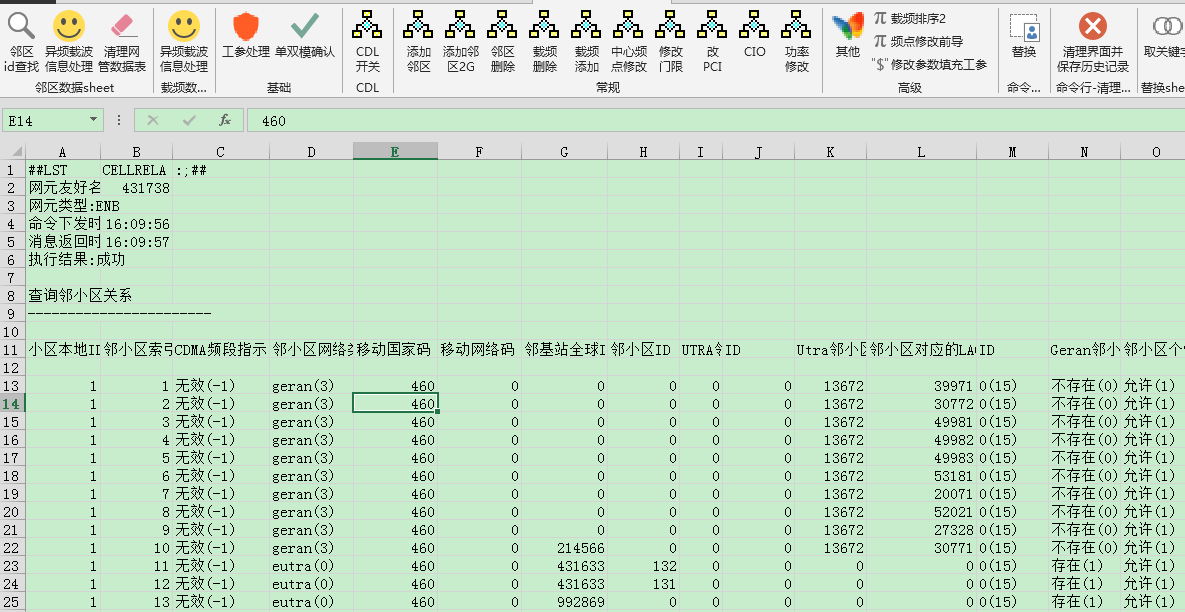 邻区 异频载波 清理网 异频载波 工参处理 单双模确认 CDL 添加 添加邻 邻区 载频 载频 中心频 修改 改 CIO 功率 其他 π 载频排序2 替换 清理界面并 取关键字
id查找 信息处理 管数据表 信息处理 开关 邻区 区2G 删除 删除 添加 点修改 门限 PCI 修改 π 频点修改前导 保存历史记录
"$"修改参数填充工参
邻区数据sheet 载频数... 基础 CDL 常规 高级 命令... 命令行-清理... 替换she
E14 fx 460
A B C D E F G H I J K L M N O
1 ##LST CELLRELA :;##
2 网元友好名 431738
3 网元类型:ENB
4 命令下发时 16:09:56
5 消息返回时 16:09:57
6 执行结果:成功
7
8 查询邻小区关系
9 -----------------------
10
11 小区本地II 邻小区索引 CDMA频段指示 邻小区网络类 移动国家码 移动网络码 邻基站全球I 邻小区ID UTRA邻 ID Utra邻小区 邻小区对应的LA ID Geran邻小 邻小区个
12
13 1 1 无效(-1) geran(3) 460 0 0 0 0 0 13672 39971 0(15) 不存在(0) 允许(1)
14 1 2 无效(-1) geran(3) 460 0 0 0 0 0 13672 30772 0(15) 不存在(0) 允许(1)
15 1 3 无效(-1) geran(3) 460 0 0 0 0 0 13672 49981 0(15) 不存在(0) 允许(1)
16 1 4 无效(-1) geran(3) 460 0 0 0 0 0 13672 49982 0(15) 不存在(0) 允许(1)
17 1 5 无效(-1) geran(3) 460 0 0 0 0 0 13672 49983 0(15) 不存在(0) 允许(1)
18 1 6 无效(-1) geran(3) 460 0 0 0 0 0 13672 53181 0(15) 不存在(0) 允许(1)
19 1 7 无效(-1) geran(3) 460 0 0 0 0 0 13672 20071 0(15) 不存在(0) 允许(1)
20 1 8 无效(-1) geran(3) 460 0 0 0 0 0 13672 52021 0(15) 不存在(0) 允许(1)
21 1 9 无效(-1) geran(3) 460 0 0 0 0 0 13672 27328 0(15) 不存在(0) 允许(1)
22 1 10 无效(-1) geran(3) 460 0 214566 0 0 0 13672 30771 0(15) 不存在(0) 允许(1)
23 1 11 无效(-1) eutra(0) 460 0 431633 132 0 0 0 0 0(15) 存在(1) 允许(1)
24 1 12 无效(-1) eutra(0) 460 0 431633 131 0 0 0 0 0(15) 存在(1) 允许(1)
25 1 13 无效(-1) eutra(0) 460 0 992869 0 0 0 0 0 0(15) 存在(1) 允许(1)